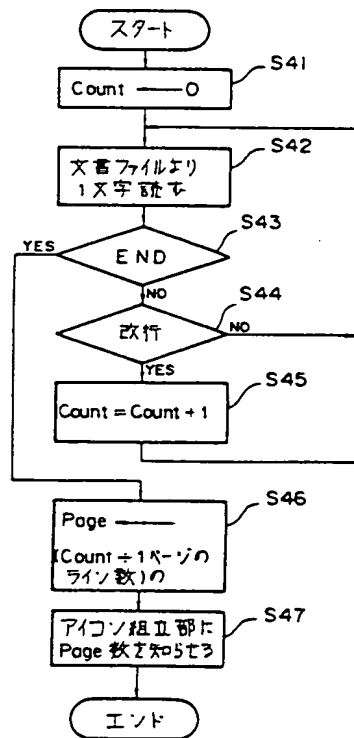 スタート
S41
Count ── 0
S42
文書ファイルより
1文字読む
S43
YES
END
NO
S44
改行
NO
YES
S45
Count = Count + 1
S46
Page ───
(Count ÷ 1ページの
ライン数)の
S47
アイコン組立部に
Page 数を知らせる
エンド